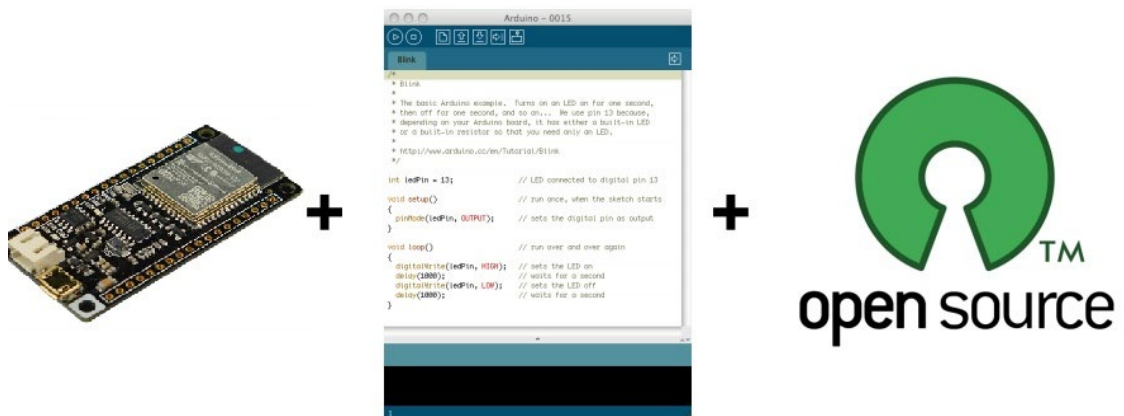 Arduino – 0015
Blink
/*
* Blink
*
* The basic Arduino example. Turns on an LED on for one second,
* then off for one second, and so on... We use pin 13 because,
* depending on your Arduino board, it has either a built-in LED
* or a built-in resistor so that you need only an LED.
*
* http://www.arduino.cc/en/Tutorial/Blink
*/
int ledPin = 13; // LED connected to digital pin 13
void setup() // run once, when the sketch starts
{
pinMode(ledPin, OUTPUT); // sets the digital pin as output
}
void loop() // run over and over again
{
digitalWrite(ledPin, HIGH); // sets the LED on
delay(1000); // waits for a second
digitalWrite(ledPin, LOW); // sets the LED off
delay(1000); // waits for a second
}
1
+
+
TM
open source